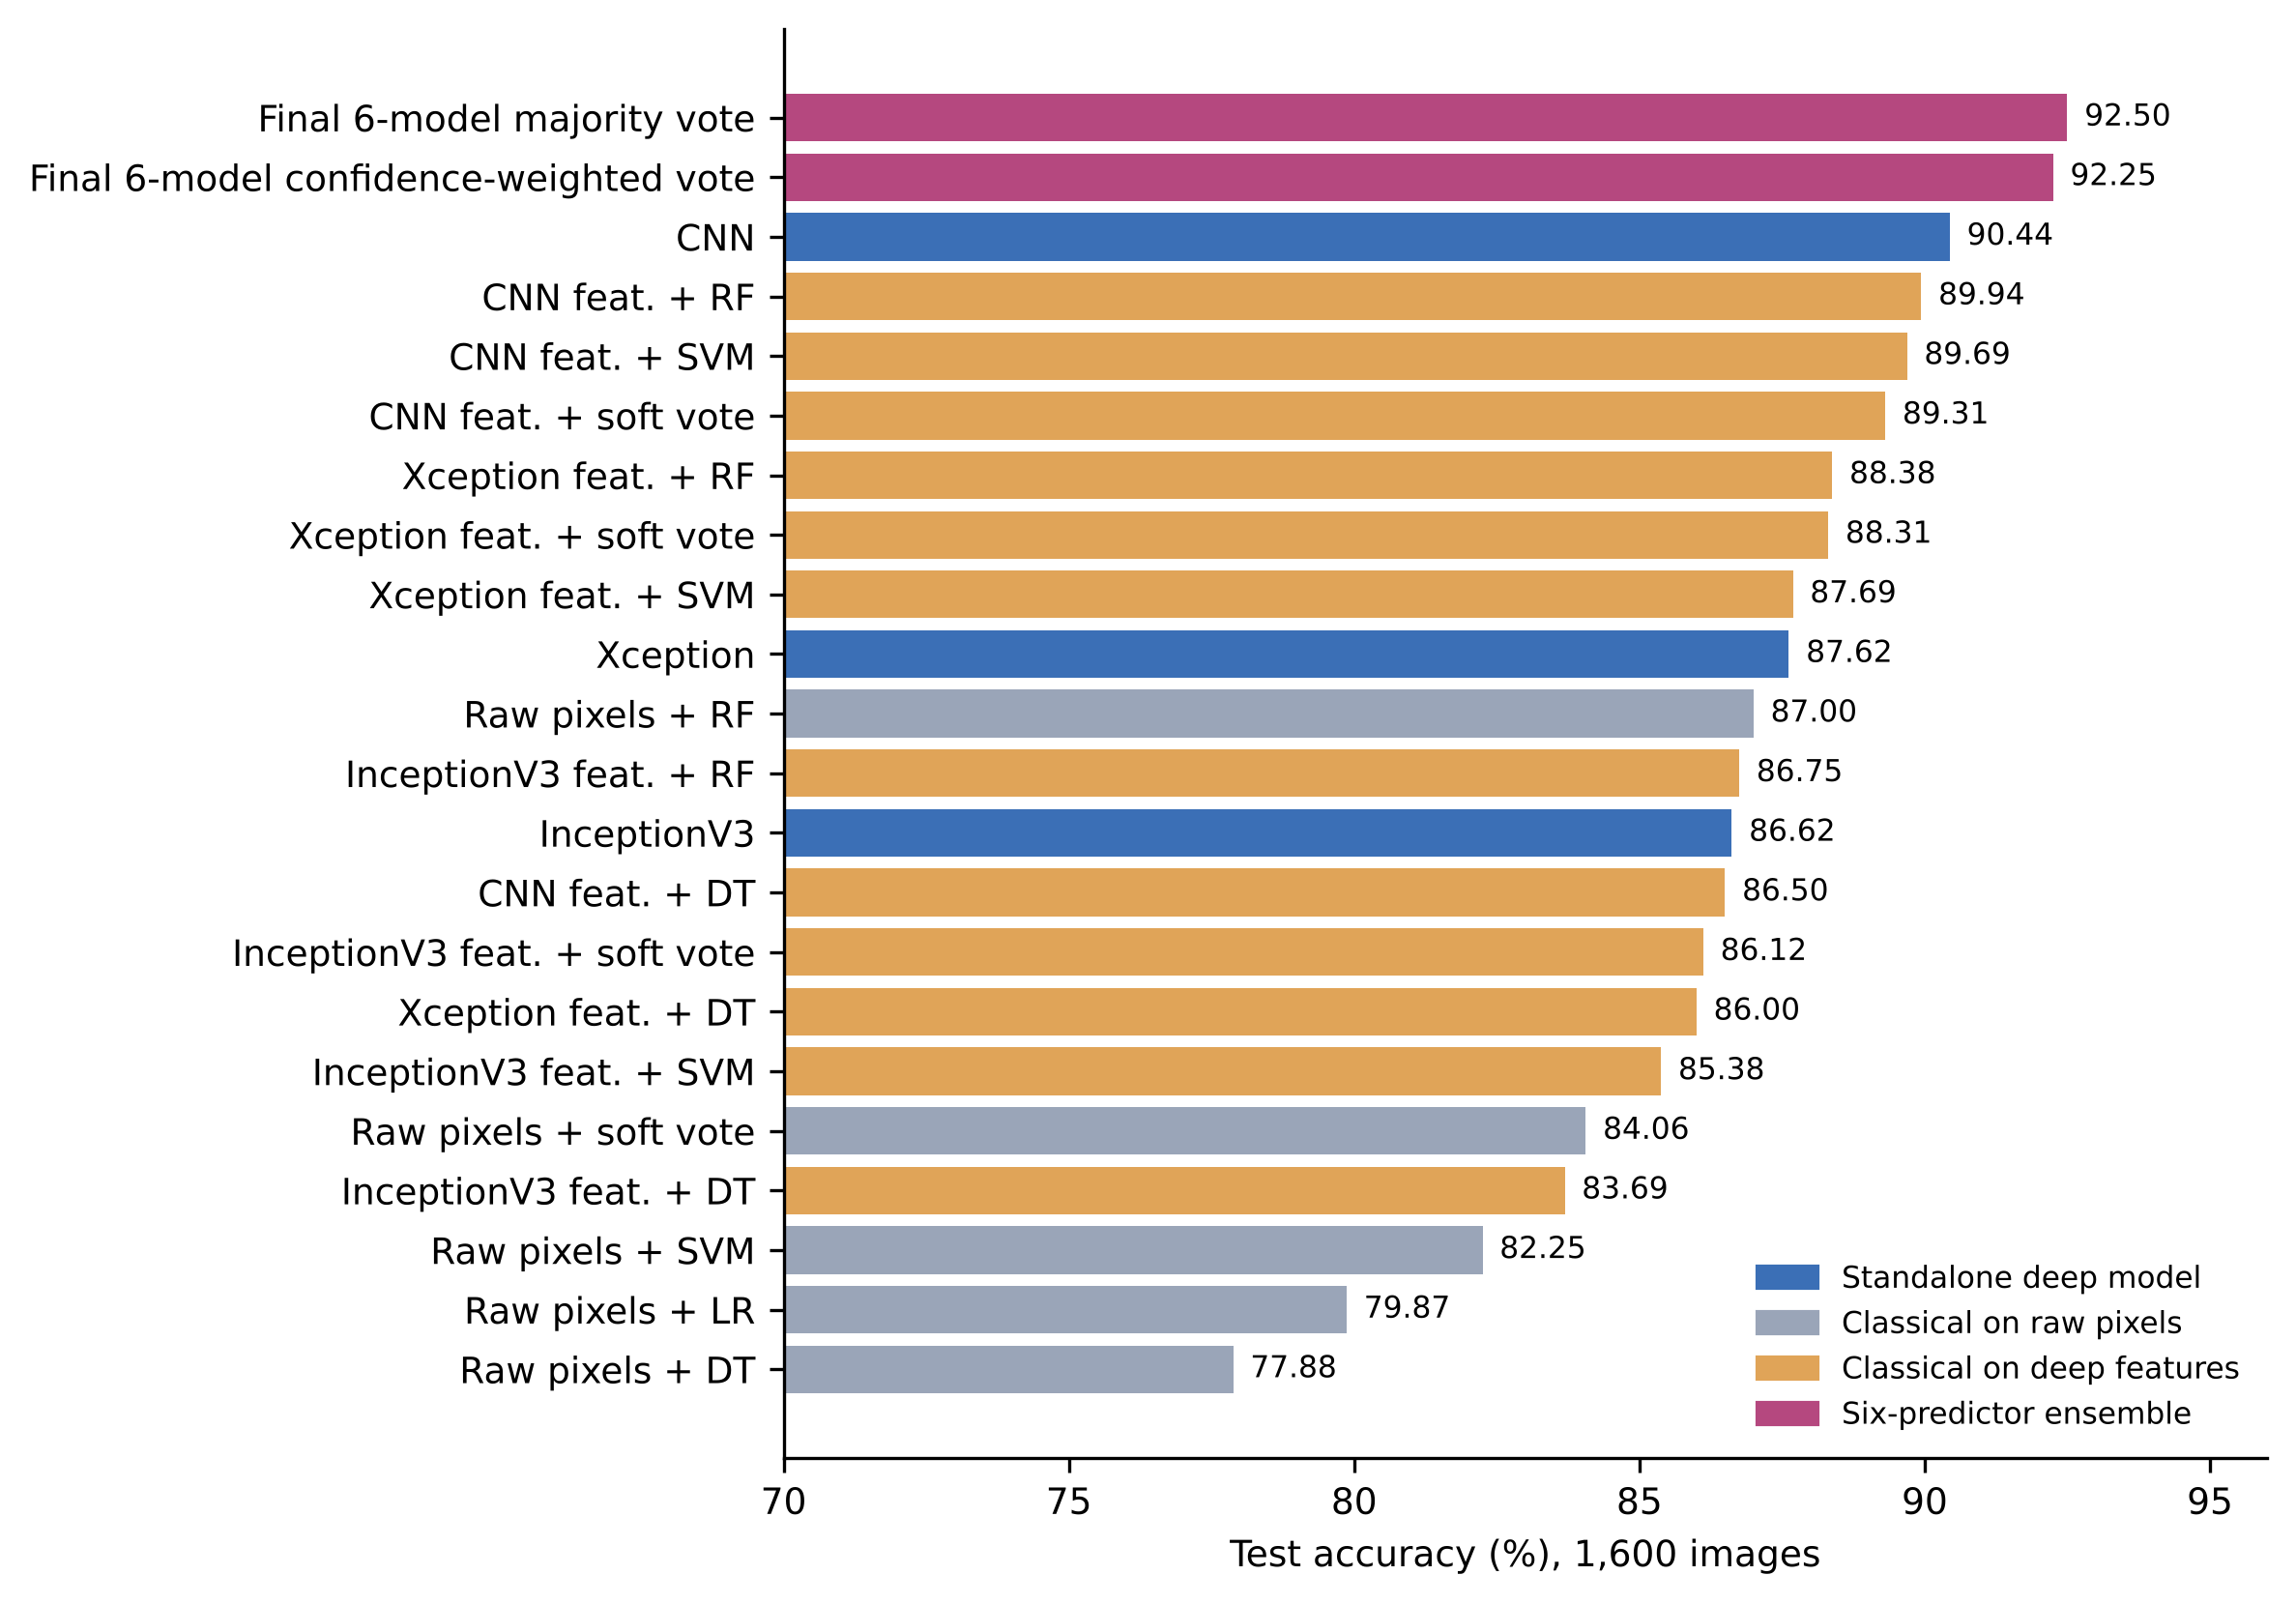 Final 6-model majority vote 92.50
Final 6-model confidence-weighted vote 92.25
CNN 90.44
CNN feat. + RF 89.94
CNN feat. + SVM 89.69
CNN feat. + soft vote 89.31
Xception feat. + RF 88.38
Xception feat. + soft vote 88.31
Xception feat. + SVM 87.69
Xception 87.62
Raw pixels + RF 87.00
InceptionV3 feat. + RF 86.75
InceptionV3 86.62
CNN feat. + DT 86.50
InceptionV3 feat. + soft vote 86.12
Xception feat. + DT 86.00
InceptionV3 feat. + SVM 85.38
Raw pixels + soft vote 84.06
InceptionV3 feat. + DT 83.69
Raw pixels + SVM 82.25
Raw pixels + LR 79.87
Raw pixels + DT 77.88
Standalone deep model
Classical on raw pixels
Classical on deep features
Six-predictor ensemble
70 75 80 85 90 95
Test accuracy (%), 1,600 images